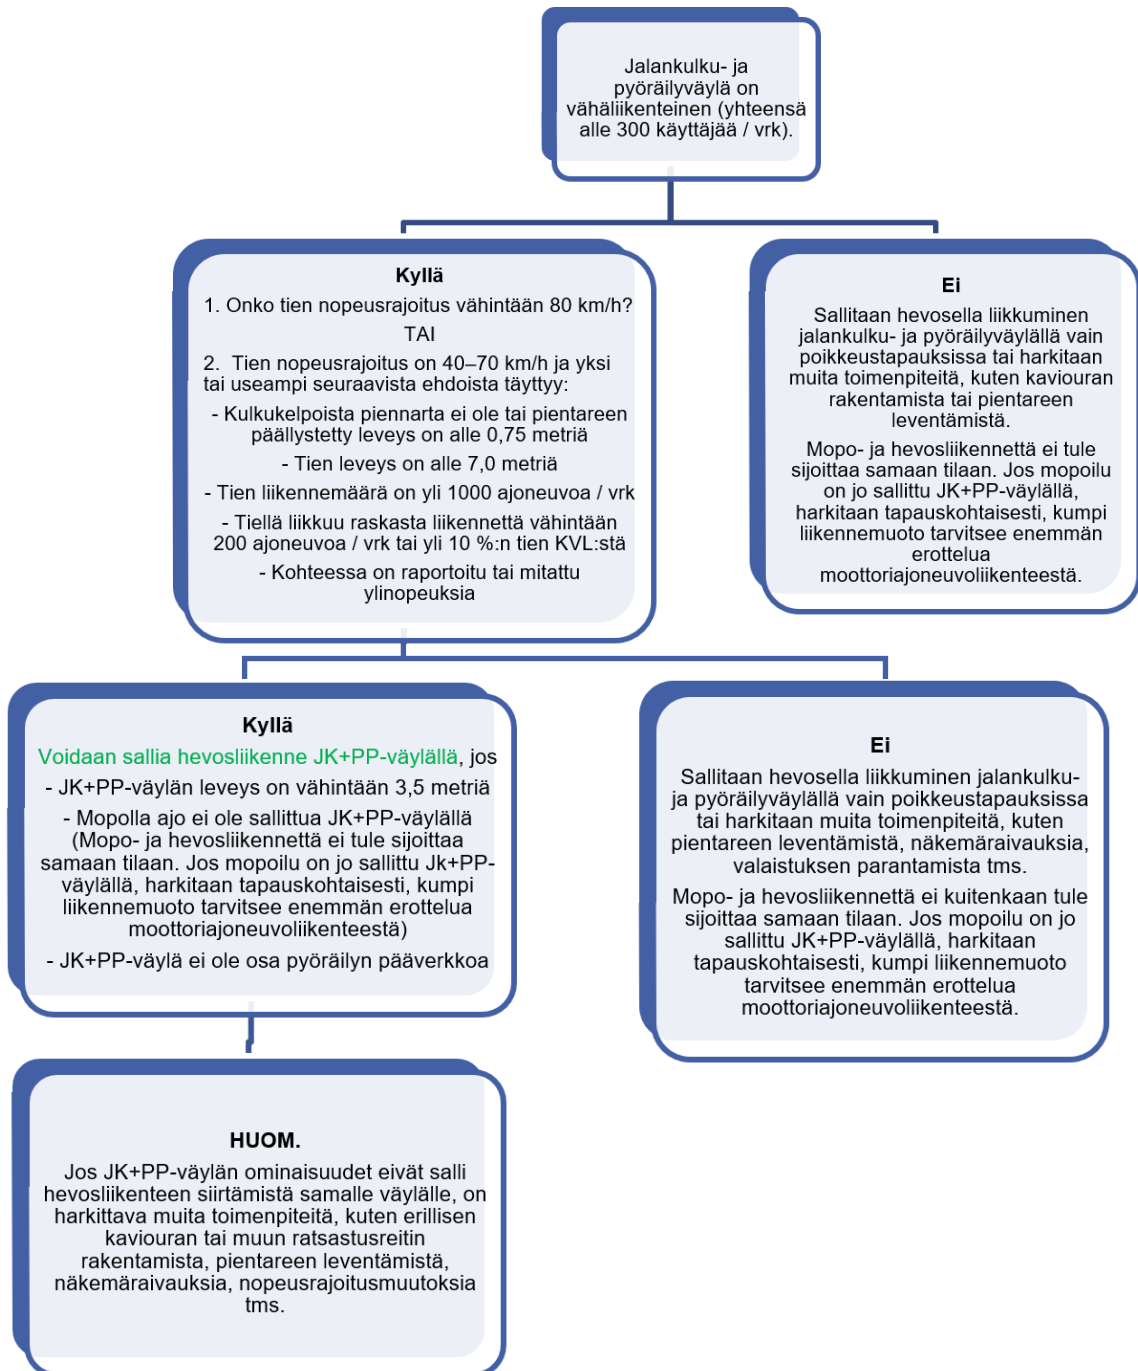 Jalankulku- ja
pyöräilyväylä on
vähäliikenteinen (yhteensä
alle 300 käyttäjää / vrk).
Kyllä
1. Onko tien nopeusrajoitus vähintään 80 km/h?
TAI
2. Tien nopeusrajoitus on 40–70 km/h ja yksi
tai useampi seuraavista ehdoista täyttyy:
- Kulkukelpoista piennarta ei ole tai pientareen
päällystetty leveys on alle 0,75 metriä
- Tien leveys on alle 7,0 metriä
- Tien liikennemäärä on yli 1000 ajoneuvoa / vrk
- Tiellä liikkuu raskasta liikennettä vähintään
200 ajoneuvoa / vrk tai yli 10 %:n tien KVL:stä
- Kohteessa on raportoitu tai mitattu
ylinopeuksia
Ei
Sallitaan hevosella liikkuminen
jalankulku- ja pyöräilyväylällä vain
poikkeustapauksissa tai harkitaan
muita toimenpiteitä, kuten kaviouran
rakentamista tai pientareen
leventämistä.
Mopo- ja hevosliikennettä ei tule
sijoittaa samaan tilaan. Jos mopoilu
on jo sallittu JK+PP-väylällä,
harkitaan tapauskohtaisesti, kumpi
liikennemuoto tarvitsee enemmän
erottelua
moottoriajoneuvoliikenteestä.
Kyllä
Voidaan sallia hevosliikenne JK+PP-väylällä, jos
- JK+PP-väylän leveys on vähintään 3,5 metriä
- Mopolla ajo ei ole sallittua JK+PP-väylällä
(Mopo- ja hevosliikennettä ei tule sijoittaa
samaan tilaan. Jos mopoilu on jo sallittu Jk+PP-
väylällä, harkitaan tapauskohtaisesti, kumpi
liikennemuoto tarvitsee enemmän erottelua
moottoriajoneuvoliikenteestä)
- JK+PP-väylä ei ole osa pyöräilyn pääverkkoa
Ei
Sallitaan hevosella liikkuminen jalankulku-
ja pyöräilyväylällä vain poikkeustapauksissa
tai harkitaan muita toimenpiteitä, kuten
pientareen leventämistä, näkemäraivauksia,
valaistuksen parantamista tms.
Mopo- ja hevosliikennettä ei kuitenkaan tule
sijoittaa samaan tilaan. Jos mopoilu on jo
sallittu JK+PP-väylällä, harkitaan
tapauskohtaisesti, kumpi liikennemuoto
tarvitsee enemmän erottelua
moottoriajoneuvoliikenteestä.
HUOM.
Jos JK+PP-väylän ominaisuudet eivät salli
hevosliikenteen siirtämistä samalle väylälle, on
harkittava muita toimenpiteitä, kuten erillisen
kaviouran tai muun ratsastusreitin
rakentamista, pientareen leventämistä,
näkemäraivauksia, nopeusrajoitusmuutoksia
tms.